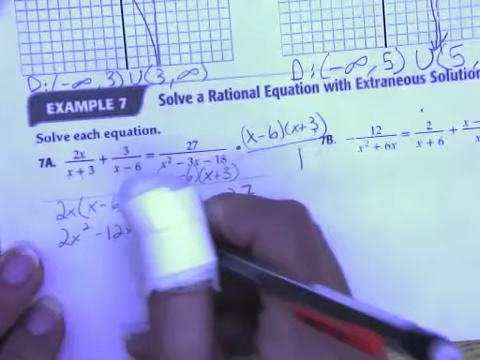 D:(-∞, 3) U (3, ∞)
D:(-∞, 5) U (5,
EXAMPLE 7 Solve a Rational Equation with Extraneous Solution
Solve each equation.
7A. 2x/(x + 3) + 3/(x - 6) = 27/(x² - 3x - 18) · (x-6)(x+3)/1
7B. -12/(x² + 6x) = 2/(x + 6) + x -
6)(x+3)
2x(x-6
27
2x² - 12x